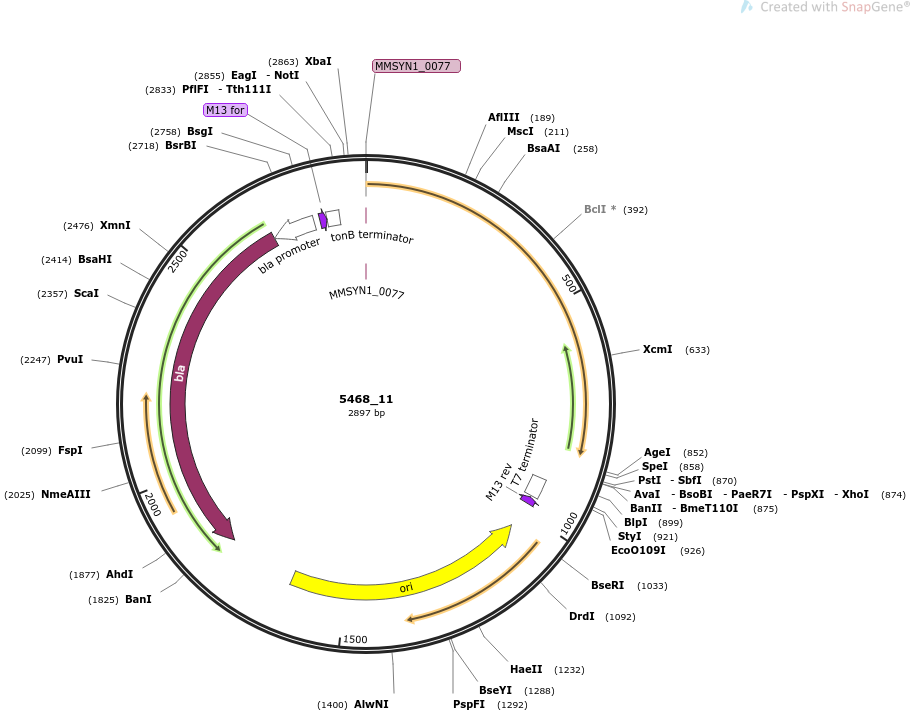 Created with SnapGene®
(2863) XbaI
MMSYN1_0077
(2855) EagI - NotI
(2833) PflFI - Tth111I
M13 for
(2758) BsgI
(2718) BsrBI
AflIII (189)
MscI (211)
BsaAI (258)
BclI * (392)
(2476) XmnI
(2414) BsaHI
(2357) ScaI
(2247) PvuI
(2099) FspI
(2025) NmeAIII
(1877) AhdI
(1825) BanI
2500
bla promoter
tonB terminator
MMSYN1_0077
500
XcmI (633)
bla
5468_11
2897 bp
T7 terminator
M13 rev
AgeI (852)
SpeI (858)
PstI - SbfI (870)
AvaI - BsoBI - PaeR7I - PspXI - XhoI (874)
BanII - BmeT110I (875)
BlpI (899)
StyI (921)
EcoO109I (926)
2000
1000
BseRI (1033)
ori
DrdI (1092)
1500
HaeII (1232)
BseYI (1288)
(1400) AlwNI
PspFI (1292)